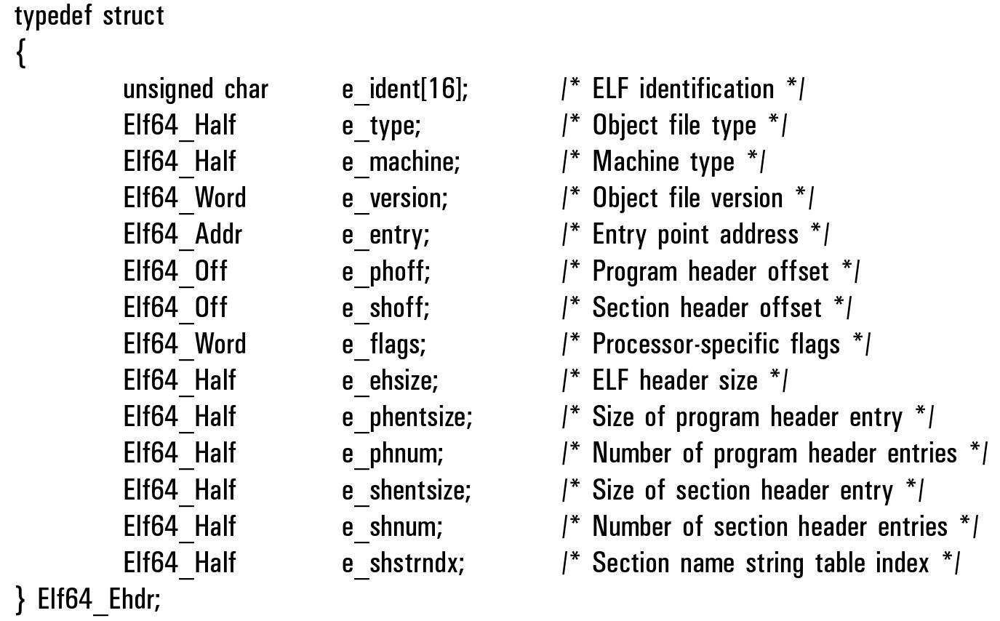 typedef struct
{
unsigned char e_ident[16]; /* ELF identification */
Elf64_Half e_type; /* Object file type */
Elf64_Half e_machine; /* Machine type */
Elf64_Word e_version; /* Object file version */
Elf64_Addr e_entry; /* Entry point address */
Elf64_Off e_phoff; /* Program header offset */
Elf64_Off e_shoff; /* Section header offset */
Elf64_Word e_flags; /* Processor-specific flags */
Elf64_Half e_ehsize; /* ELF header size */
Elf64_Half e_phentsize; /* Size of program header entry */
Elf64_Half e_phnum; /* Number of program header entries */
Elf64_Half e_shentsize; /* Size of section header entry */
Elf64_Half e_shnum; /* Number of section header entries */
Elf64_Half e_shstrndx; /* Section name string table index */
} Elf64_Ehdr;